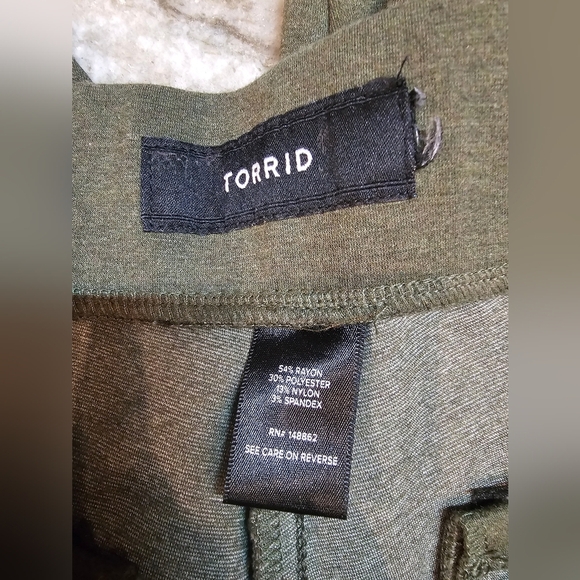 TORRID
54% RAYON
30% POLYESTER
13% NYLON
3% SPANDEX
RN# 148862
SEE CARE ON REVERSE